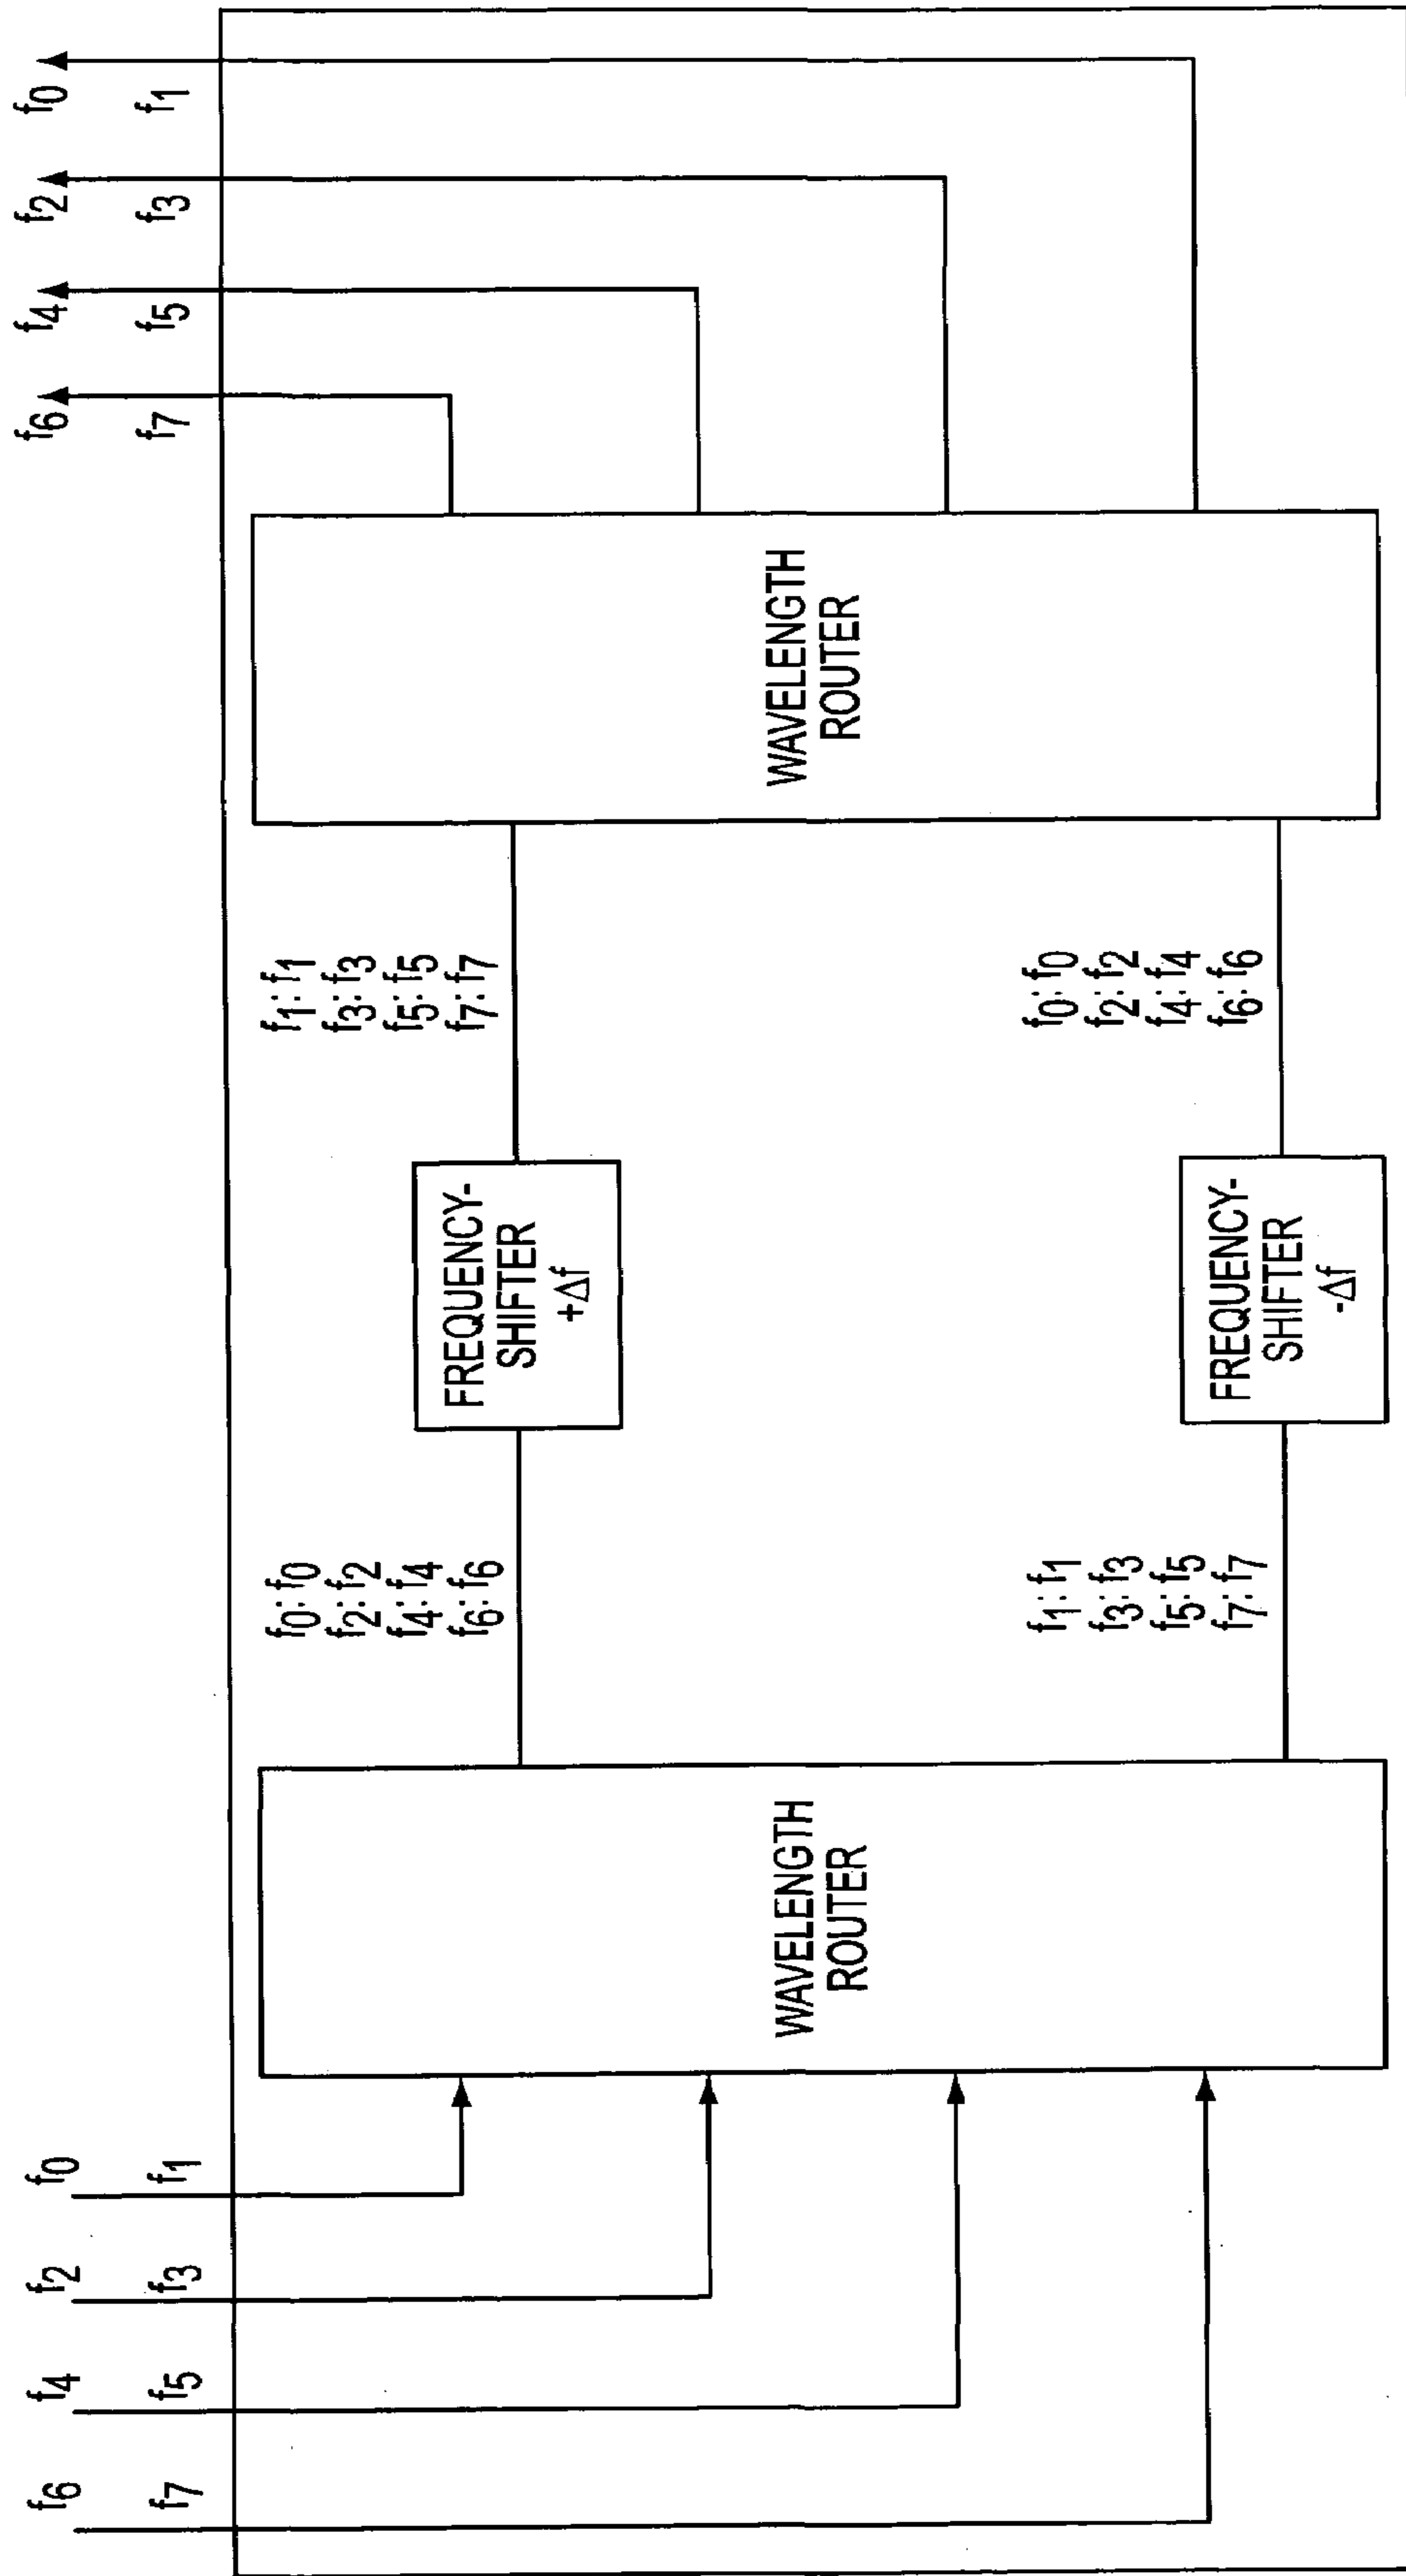 f6 f4 f2 f0
f7 f5 f3 f1
f6 f4 f2 f0
f7 f5 f3 f1
f0: f0
f2: f2
f4: f4
f6: f6
FREQUENCY-
SHIFTER
+Δf
f1: f1
f3: f3
f5: f5
f7: f7
WAVELENGTH
ROUTER
WAVELENGTH
ROUTER
f1: f1
f3: f3
f5: f5
f7: f7
FREQUENCY-
SHIFTER
-Δf
f0: f0
f2: f2
f4: f4
f6: f6